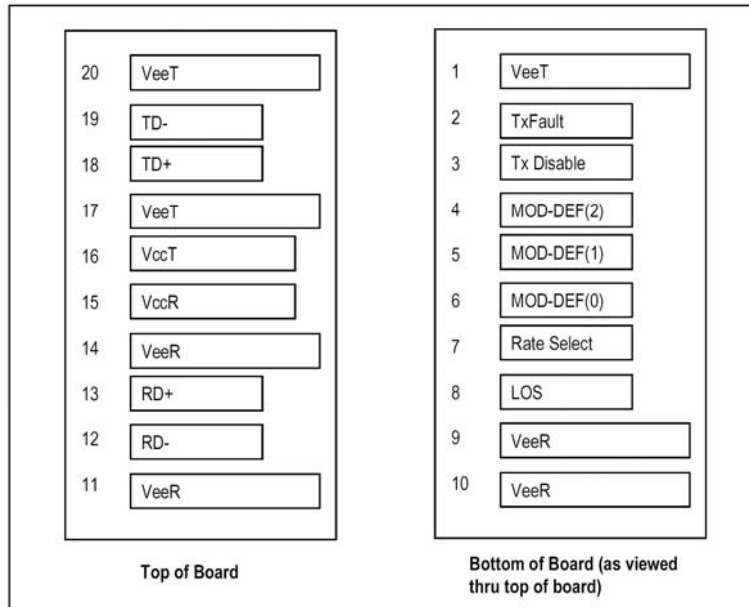 20 VeeT
19 TD-
18 TD+
17 VeeT
16 VccT
15 VccR
14 VeeR
13 RD+
12 RD-
11 VeeR
Top of Board
1 VeeT
2 TxFault
3 Tx Disable
4 MOD-DEF(2)
5 MOD-DEF(1)
6 MOD-DEF(0)
7 Rate Select
8 LOS
9 VeeR
10 VeeR
Bottom of Board (as viewed
thru top of board)